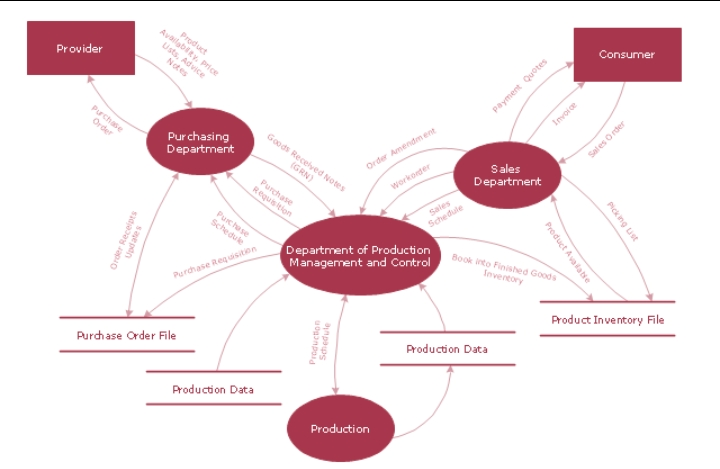 Provider
Product
Availability, Price
Lists, Advice
Notes
Purchase
Order
Purchasing
Department
Goods Received Notes
(GRN)
Purchase
Requisition
Purchase
Schedule
Order Receipts
Updates
Purchase Requisition
Consumer
Payment Quotes
Invoice
Sales Order
Order Amendment
Workorder
Sales
Schedule
Sales
Department
Picking List
Product Available
Department of Production
Management and Control
Book into Finished Goods
Inventory
Product Inventory File
Purchase Order File
Production Data
Production
Schedule
Production Data
Production